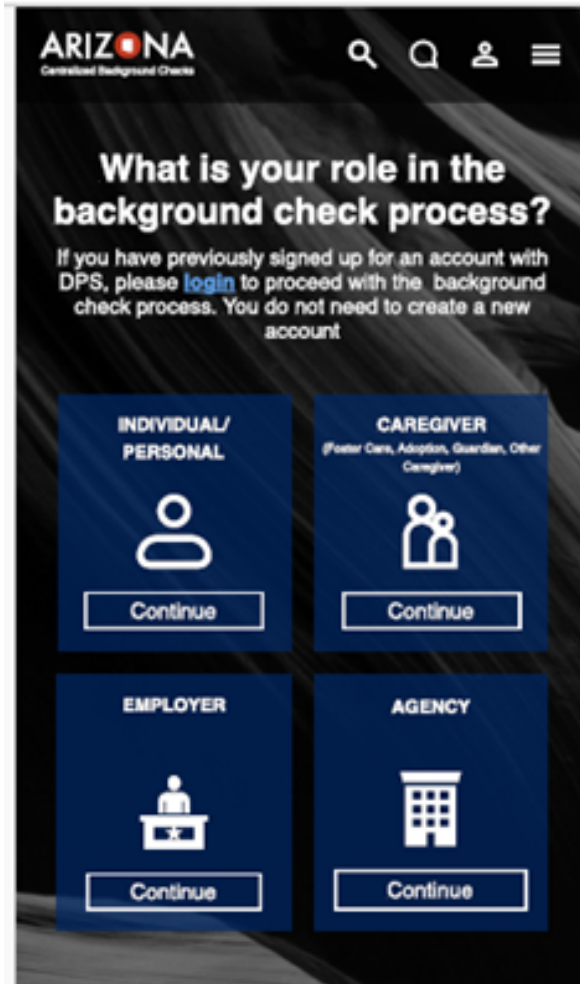 ARIZONA
Centralized Background Checks
What is your role in the
background check process?
If you have previously signed up for an account with
DPS, please login to proceed with the background
check process. You do not need to create a new
account
INDIVIDUAL/
PERSONAL
Continue
CAREGIVER
(Foster Care, Adoption, Guardian, Other
Caregiver)
Continue
EMPLOYER
Continue
AGENCY
Continue